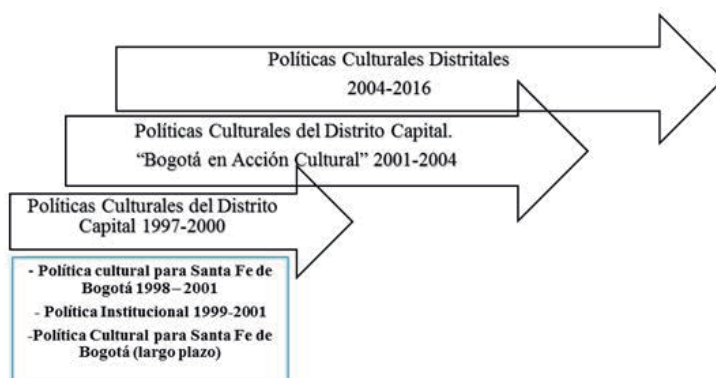 Políticas Culturales Distritales
2004-2016
Políticas Culturales del Distrito Capital.
“Bogotá en Acción Cultural” 2001-2004
Políticas Culturales del Distrito
Capital 1997-2000
- Política cultural para Santa Fe de
Bogotá 1998 – 2001
- Política Institucional 1999-2001
-Política Cultural para Santa Fe de
Bogotá (largo plazo)